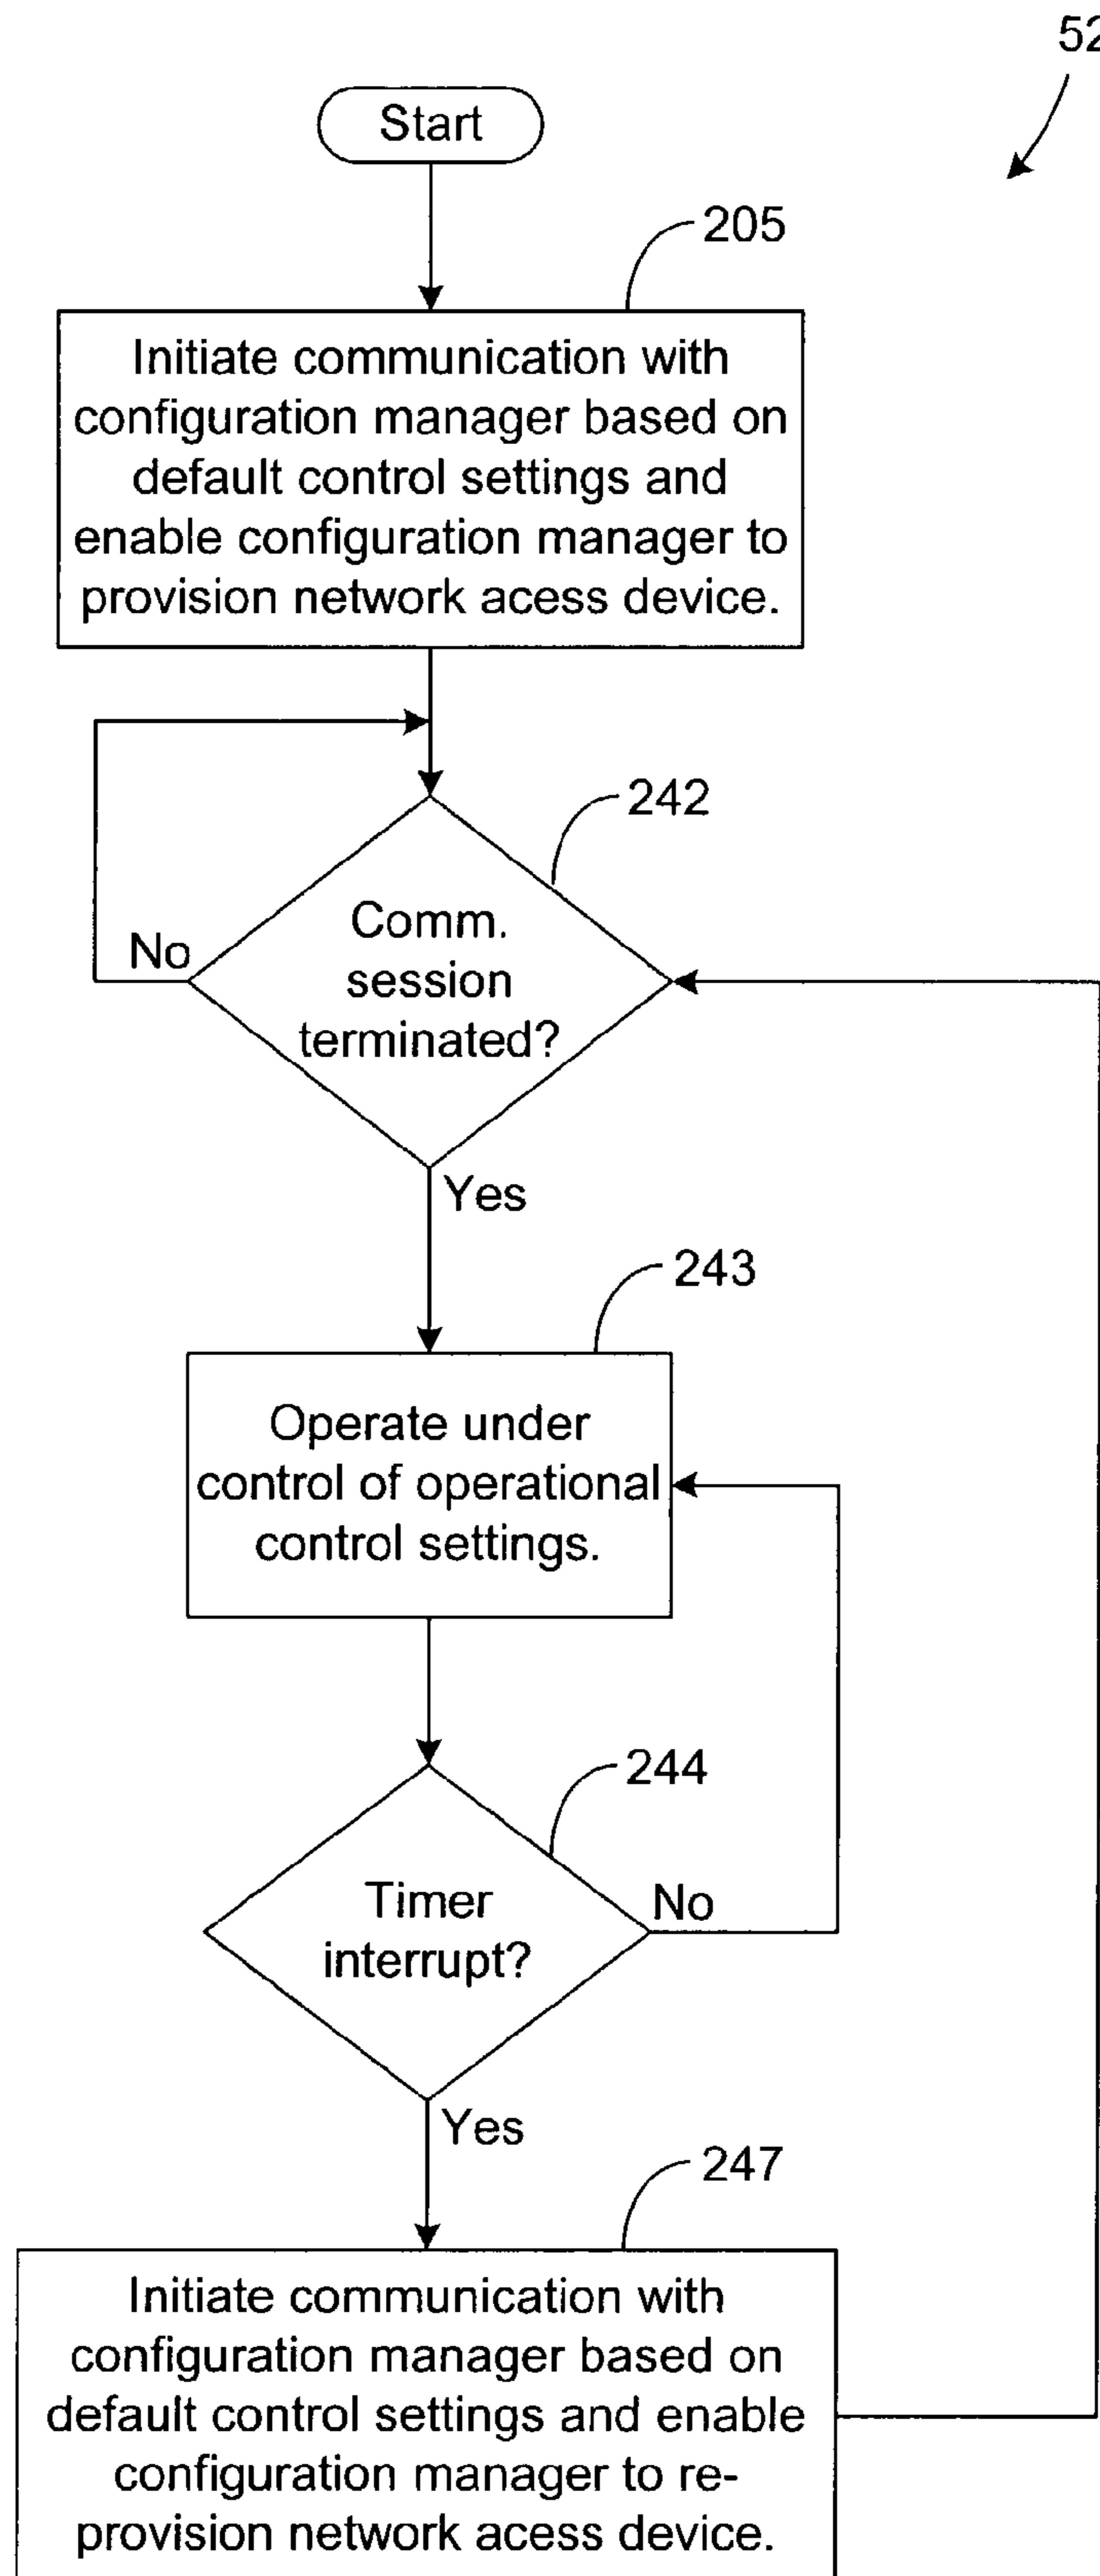 52
Start
205
Initiate communication with
configuration manager based on
default control settings and
enable configuration manager to
provision network acess device.
242
Comm.
session
terminated?
No
Yes
243
Operate under
control of operational
control settings.
244
Timer
interrupt?
No
Yes
247
Initiate communication with
configuration manager based on
default control settings and enable
configuration manager to re-
provision network acess device.